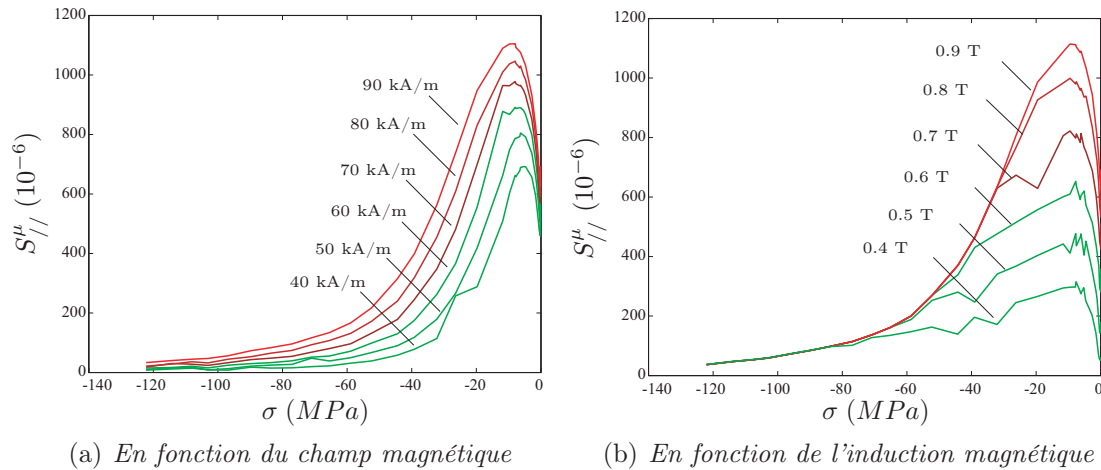 1200
1000
800
600
400
200
0
-140
-120
-100
-80
-60
-40
-20
0
90 kA/m
80 kA/m
70 kA/m
60 kA/m
50 kA/m
40 kA/m
S^μ_// (10^−6)
σ (MPa)
(a) En fonction du champ magnétique
1200
1000
800
600
400
200
0
-140
-120
-100
-80
-60
-40
-20
0
0.9 T
0.8 T
0.7 T
0.6 T
0.5 T
0.4 T
S^μ_// (10^−6)
σ (MPa)
(b) En fonction de l'induction magnétique